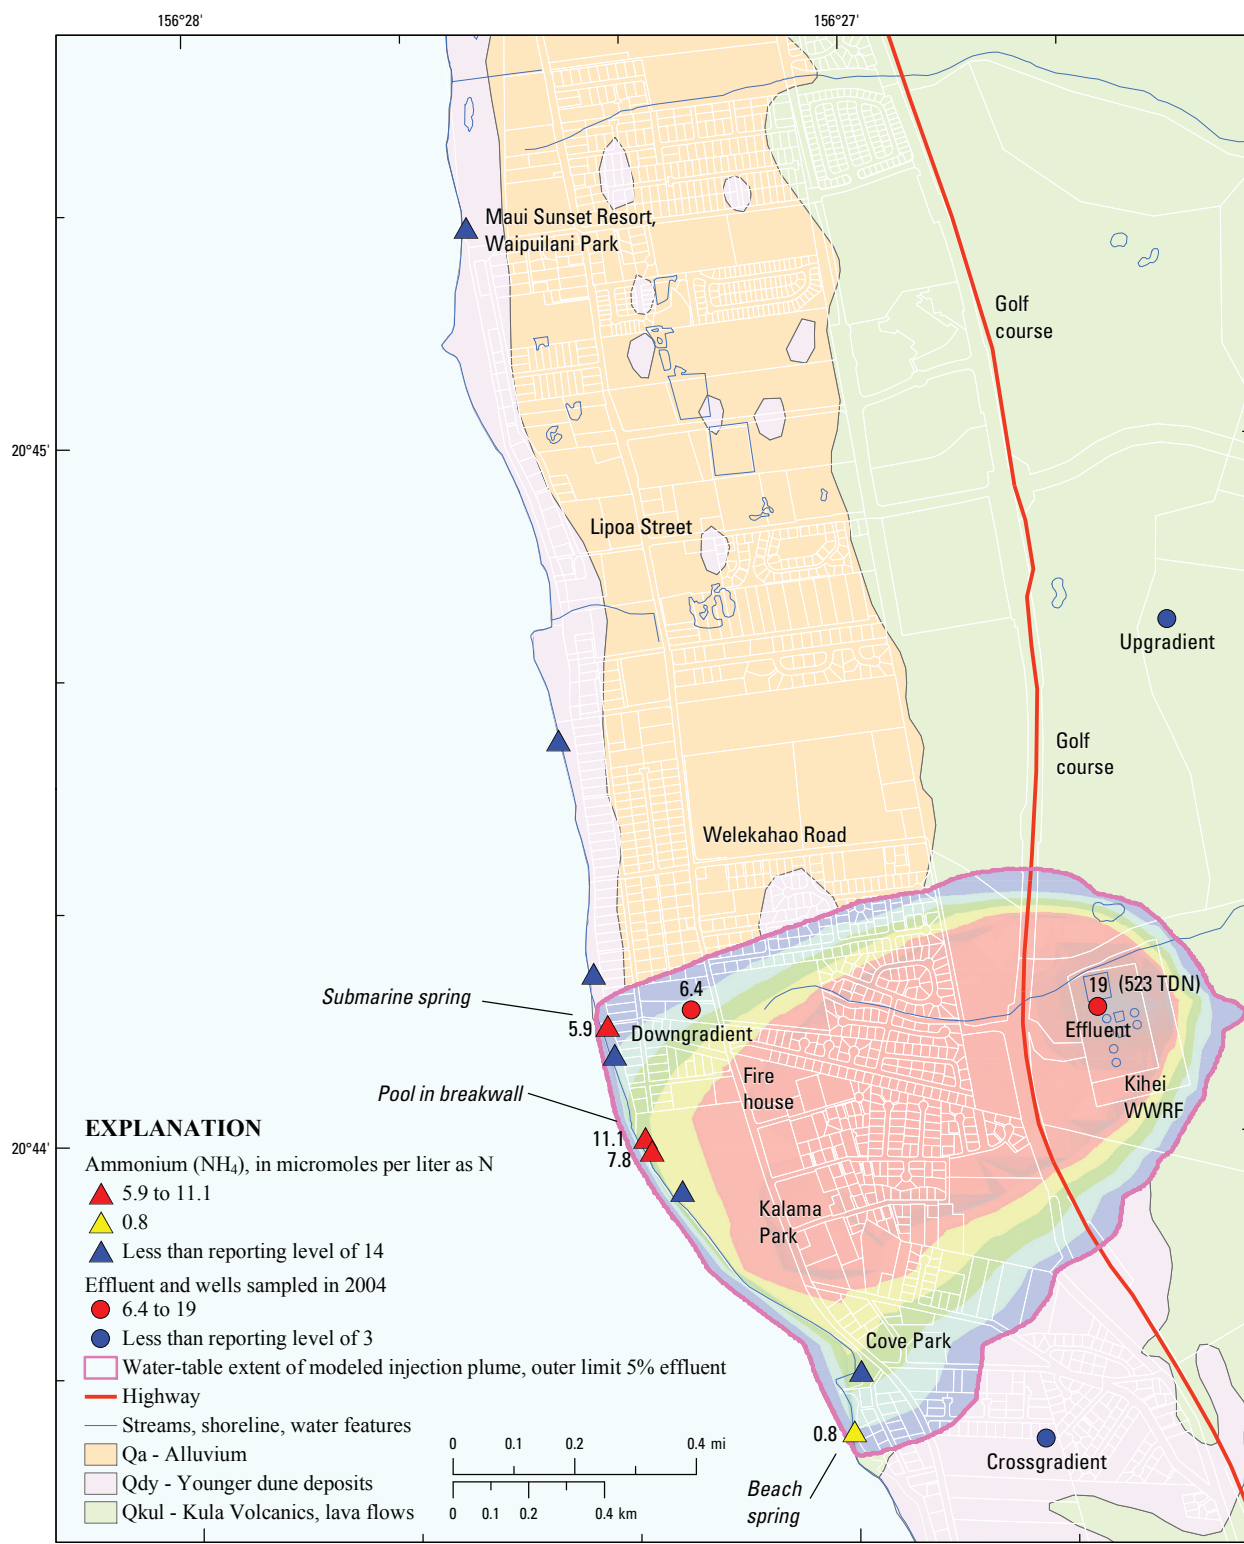 156°28'
156°27'
Maui Sunset Resort,
Waipuilani Park
Golf
course
20°45'
Lipoa Street
Upgradient
Golf
course
Welekahao Road
Submarine spring
6.4
19 (523 TDN)
5.9
Downgradient
Effluent
Pool in breakwall
Fire
house
Kihei
WWRF
11.1
7.8
20°44'
Kalama
Park
Cove Park
0.8
Crossgradient
Beach
spring
EXPLANATION
Ammonium (NH₄), in micromoles per liter as N
5.9 to 11.1
0.8
Less than reporting level of 14
Effluent and wells sampled in 2004
6.4 to 19
Less than reporting level of 3
Water-table extent of modeled injection plume, outer limit 5% effluent
Highway
Streams, shoreline, water features
Qa - Alluvium
Qdy - Younger dune deposits
Qkul - Kula Volcanics, lava flows
0 0.1 0.2 0.4 mi
0 0.1 0.2 0.4 km